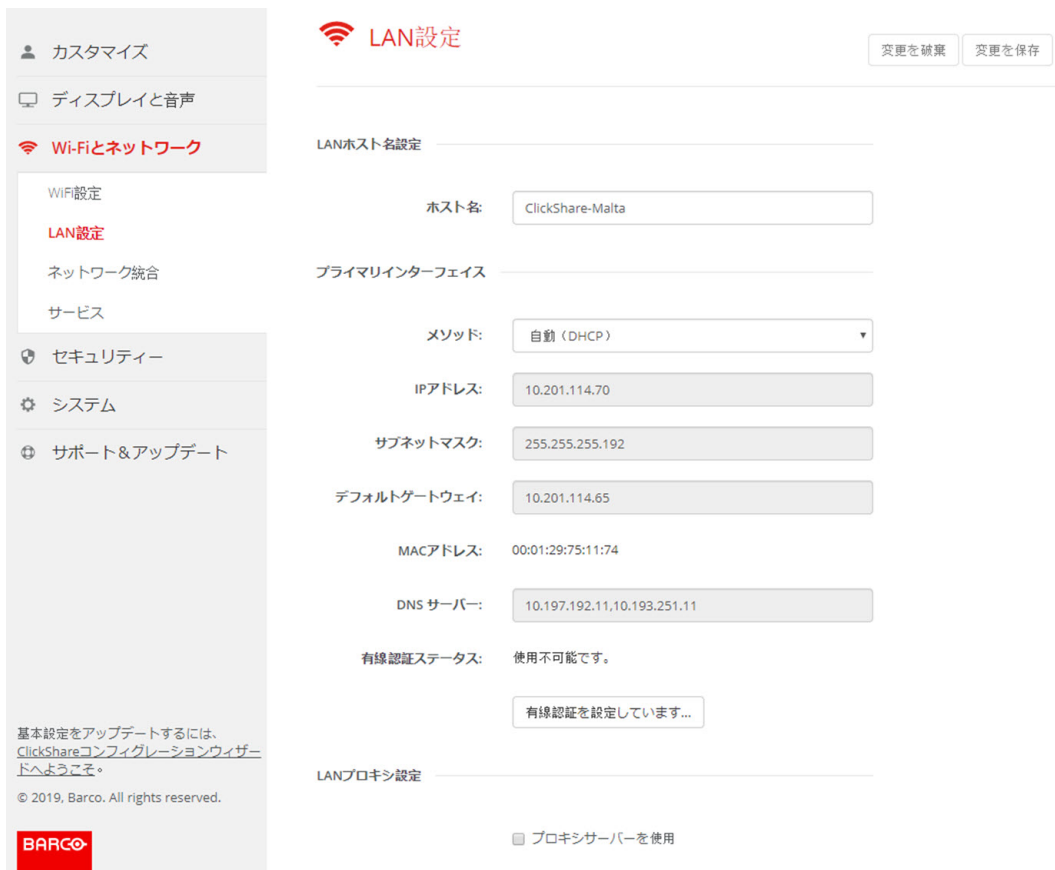 カスタマイズ
ディスプレイと音声
Wi-Fiとネットワーク
WiFi設定
LAN設定
ネットワーク統合
サービス
セキュリティー
システム
サポート＆アップデート
基本設定をアップデートするには、
ClickShareコンフィグレーションウィザー
ドへようこそ。
© 2019, Barco. All rights reserved.
BARCO
LAN設定
変更を破棄
変更を保存
LANホスト名設定
ホスト名: ClickShare-Malta
プライマリインターフェイス
メソッド: 自動（DHCP）
IPアドレス: 10.201.114.70
サブネットマスク: 255.255.255.192
デフォルトゲートウェイ: 10.201.114.65
MACアドレス: 00:01:29:75:11:74
DNS サーバー: 10.197.192.11,10.193.251.11
有線認証ステータス: 使用不可能です。
有線認証を設定しています...
LANプロキシ設定
プロキシサーバーを使用